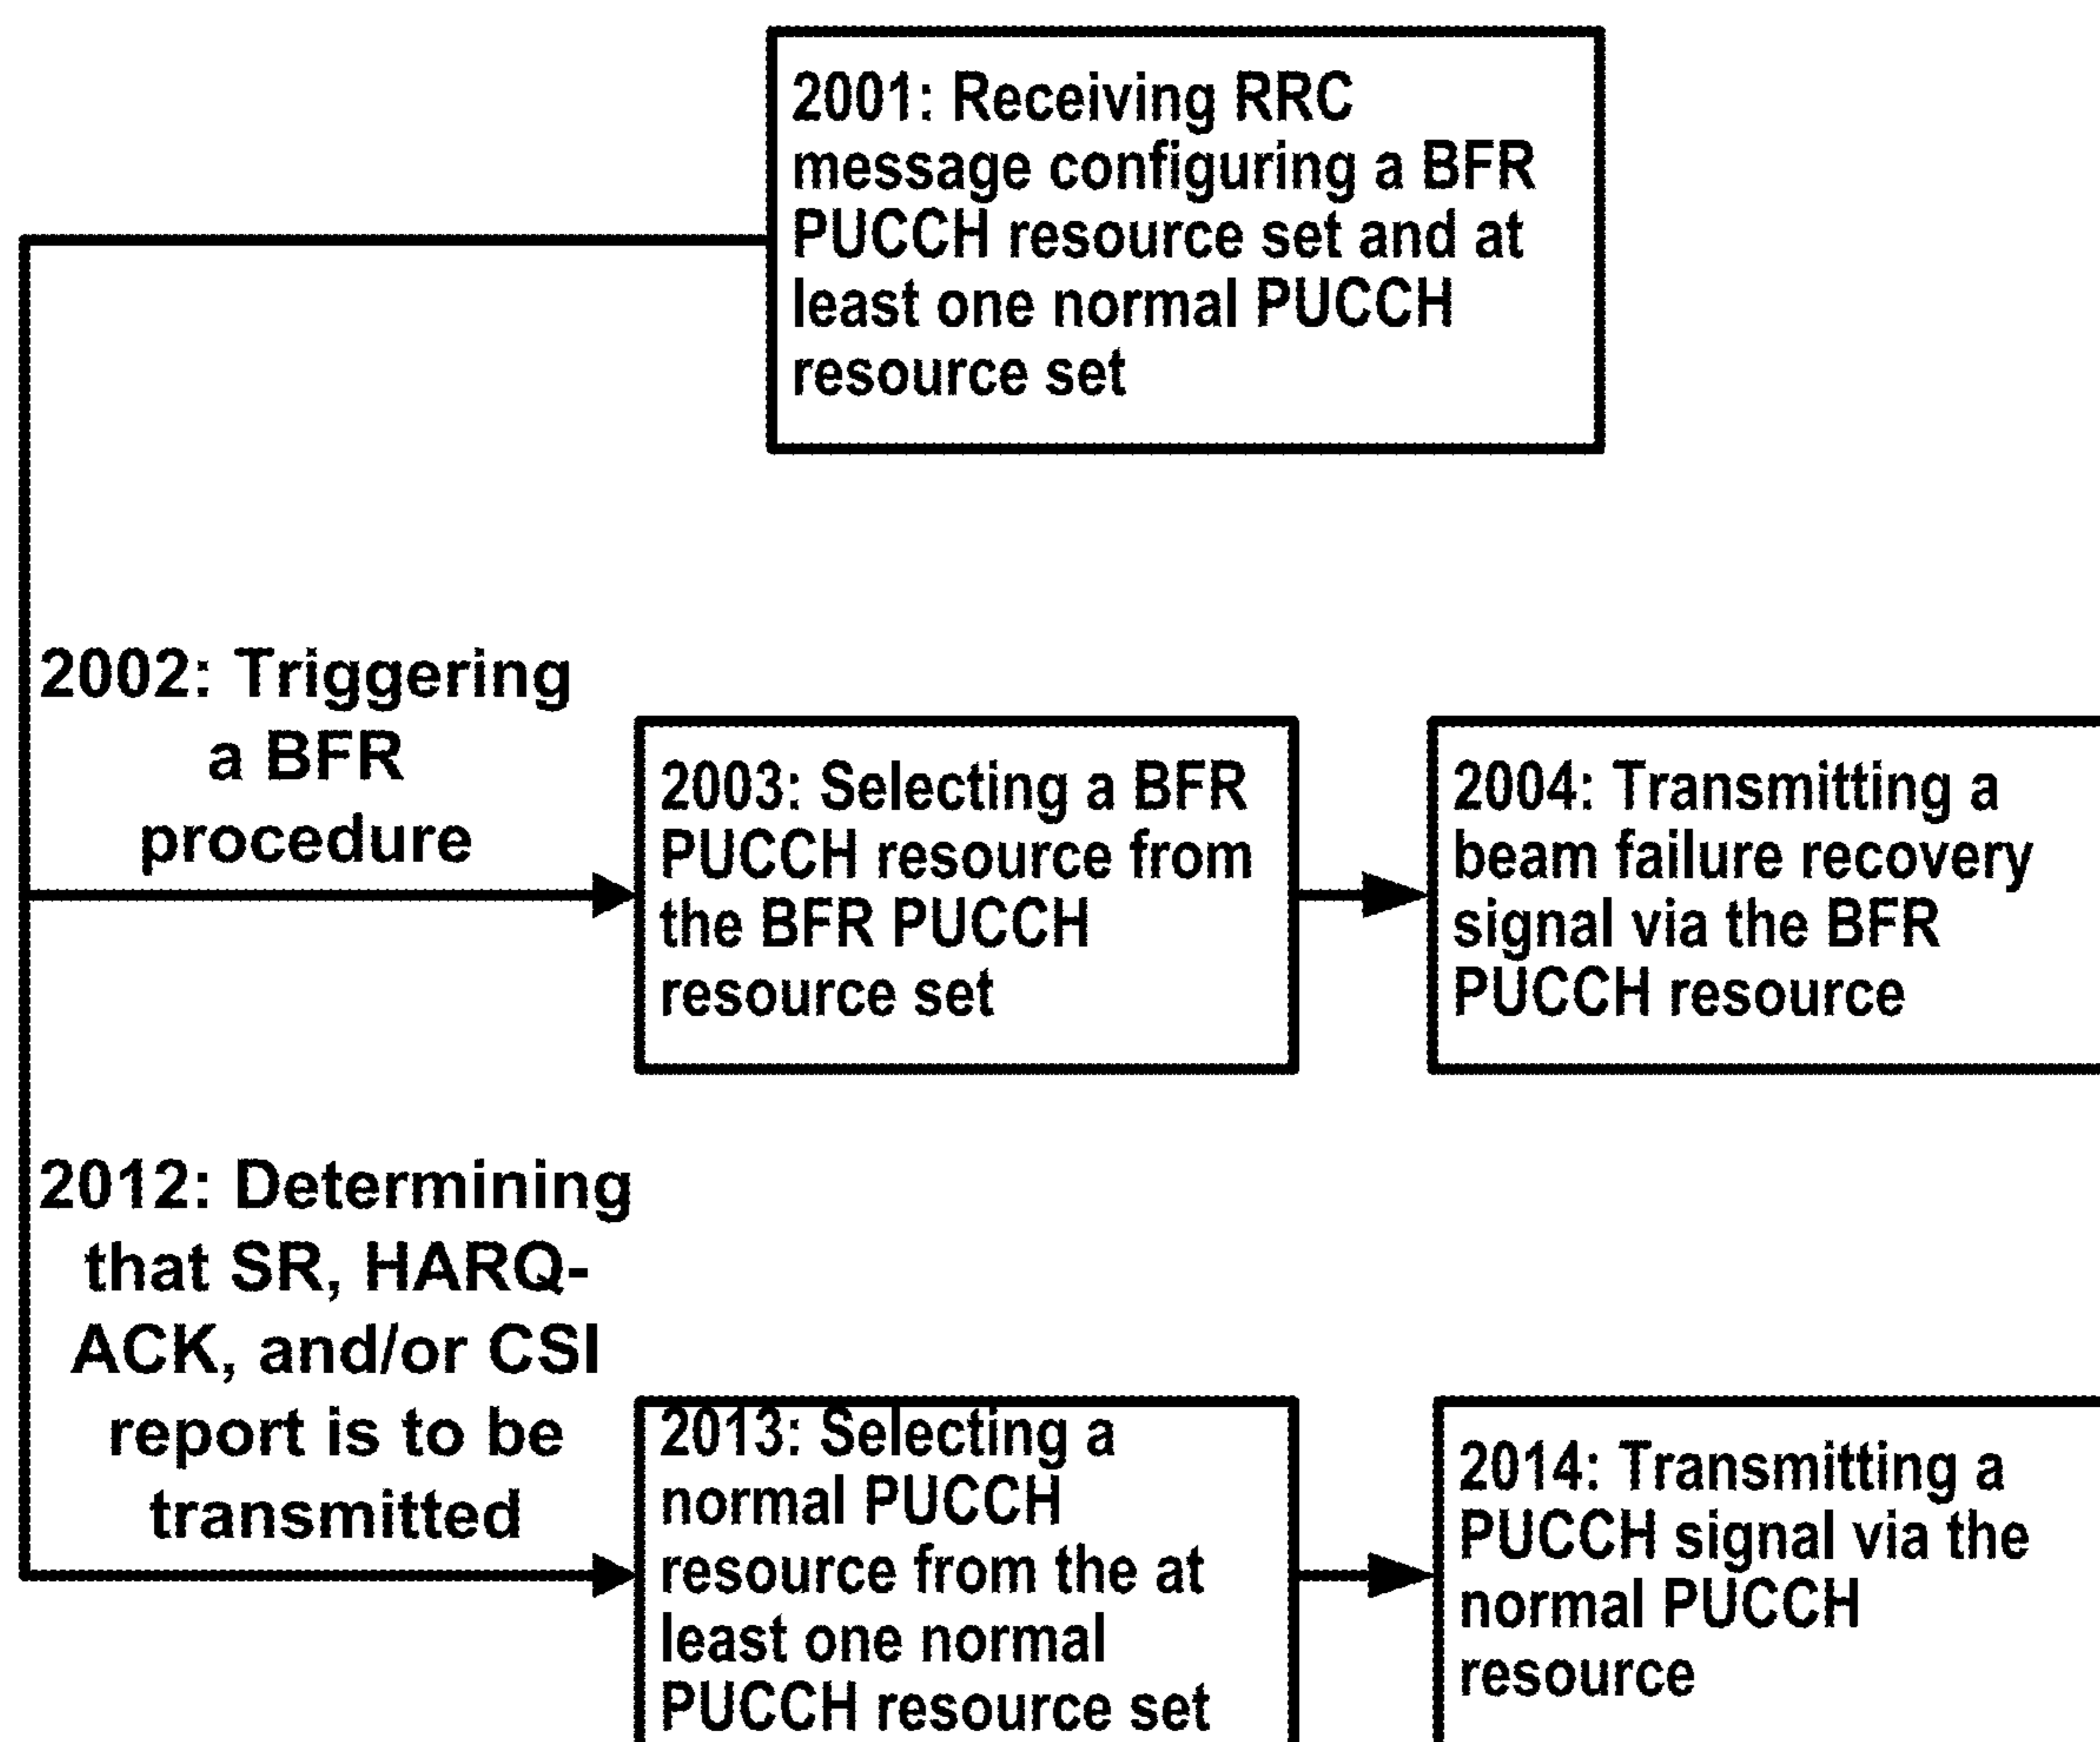 2001: Receiving RRC
message configuring a BFR
PUCCH resource set and at
least one normal PUCCH
resource set
2002: Triggering
a BFR
procedure
2003: Selecting a BFR
PUCCH resource from
the BFR PUCCH
resource set
2004: Transmitting a
beam failure recovery
signal via the BFR
PUCCH resource
2012: Determining
that SR, HARQ-
ACK, and/or CSI
report is to be
transmitted
2013: Selecting a
normal PUCCH
resource from the at
least one normal
PUCCH resource set
2014: Transmitting a
PUCCH signal via the
normal PUCCH
resource